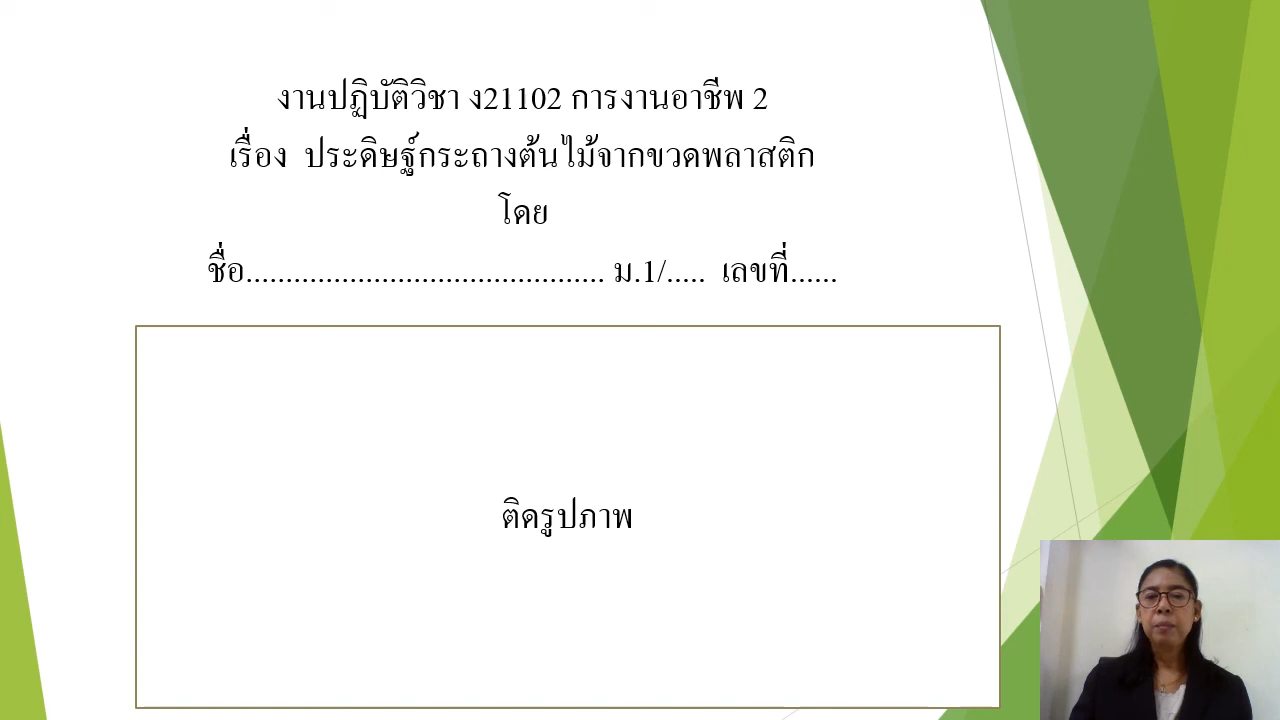 งานปฏิบัติวิชา ง21102 การงานอาชีพ 2
เรื่อง ประดิษฐ์กระถางต้นไม้จากขวดพลาสติก
โดย
ชื่อ............................................. ม.1/..... เลขที่......
ติดรูปภาพ